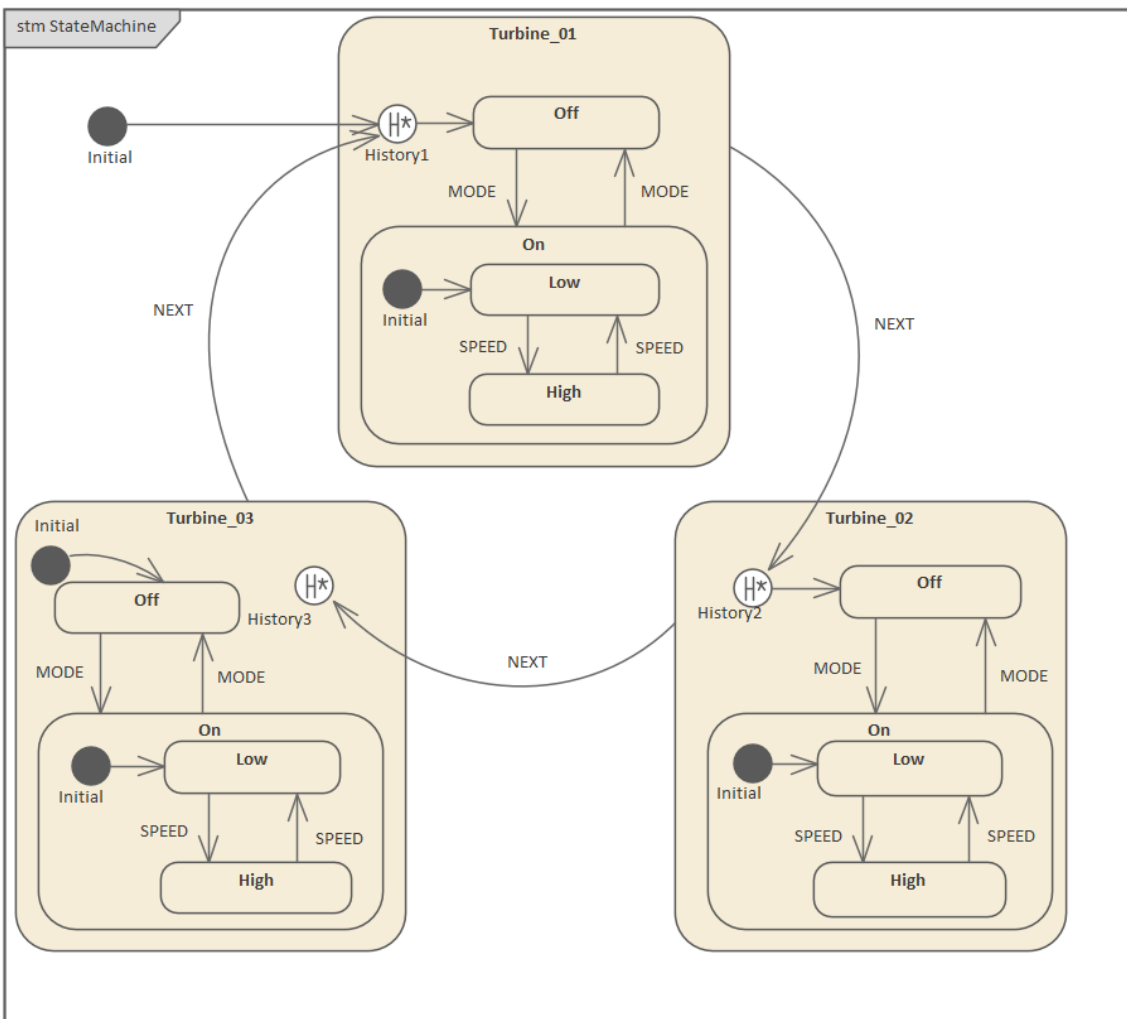 stm StateMachine
Turbine_01
Initial
H*
History1
Off
MODE
MODE
On
Initial
Low
SPEED
SPEED
High
NEXT
NEXT
Turbine_03
Initial
Off
H*
History3
MODE
MODE
On
Initial
Low
SPEED
SPEED
High
NEXT
Turbine_02
H*
History2
Off
MODE
MODE
On
Initial
Low
SPEED
SPEED
High